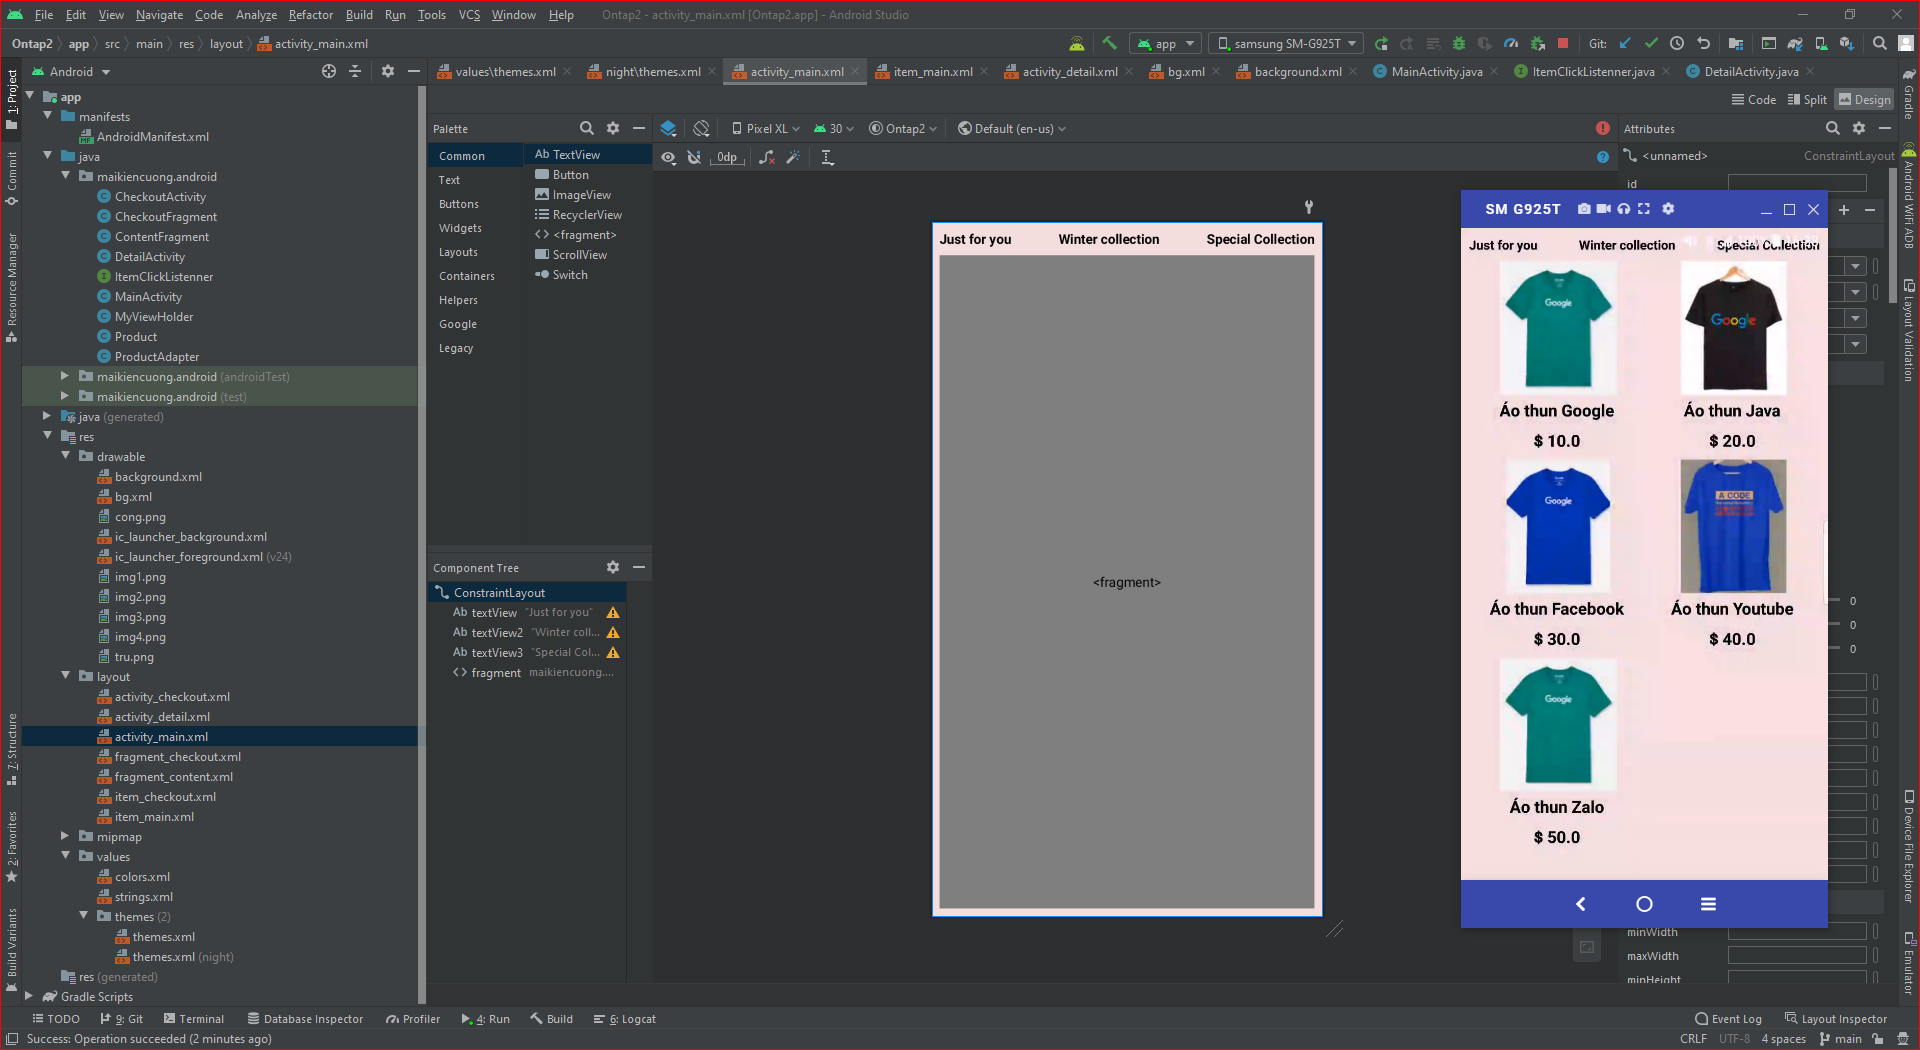 File Edit View Navigate Code Analyze Refactor Build Run Tools VCS Window Help Ontap2 - activity_main.xml [Ontap2.app] - Android Studio
Ontap2 app src main res layout activity_main.xml app samsung SM-G925T Git:
Android values\themes.xml night\themes.xml activity_main.xml item_main.xml activity_detail.xml bg.xml background.xml MainActivity.java ItemClickListenner.java DetailActivity.java
Code Split Design
1: Project
Commit
Resource Manager
7: Structure
2: Favorites
Build Variants
app
manifests
AndroidManifest.xml
java
maikiencuong.android
CheckoutActivity
CheckoutFragment
ContentFragment
DetailActivity
ItemClickListenner
MainActivity
MyViewHolder
Product
ProductAdapter
maikiencuong.android (androidTest)
maikiencuong.android (test)
java (generated)
res
drawable
background.xml
bg.xml
cong.png
ic_launcher_background.xml
ic_launcher_foreground.xml (v24)
img1.png
img2.png
img3.png
img4.png
tru.png
layout
activity_checkout.xml
activity_detail.xml
activity_main.xml
fragment_checkout.xml
fragment_content.xml
item_checkout.xml
item_main.xml
mipmap
values
colors.xml
strings.xml
themes (2)
themes.xml
themes.xml (night)
res (generated)
Gradle Scripts
Palette
Common
Text
Buttons
Widgets
Layouts
Containers
Helpers
Google
Legacy
Ab TextView
Button
ImageView
RecyclerView
<fragment>
ScrollView
Switch
Component Tree
ConstraintLayout
Ab textView "Just for you"
Ab textView2 "Winter coll...
Ab textView3 "Special Col...
<> fragment maikiencuong....
Pixel XL 30 Ontap2 Default (en-us)
0dp
Just for you Winter collection Special Collection
<fragment>
Attributes
<unnamed> ConstraintLayout
id
SM G925T
Just for you Winter collection Special Collection
Google
Google
Áo thun Google Áo thun Java
$ 10.0 $ 20.0
Google
A CODE
Áo thun Facebook Áo thun Youtube
$ 30.0 $ 40.0
Google
Áo thun Zalo
$ 50.0
0
0
0
minWidth
maxWidth
minHeight
Gradle
Android WiFi ADB
Layout Validation
Device File Explorer
Emulator
TODO 9: Git Terminal Database Inspector Profiler 4: Run Build 6: Logcat Event Log Layout Inspector
Success: Operation succeeded (2 minutes ago) CRLF UTF-8 4 spaces main